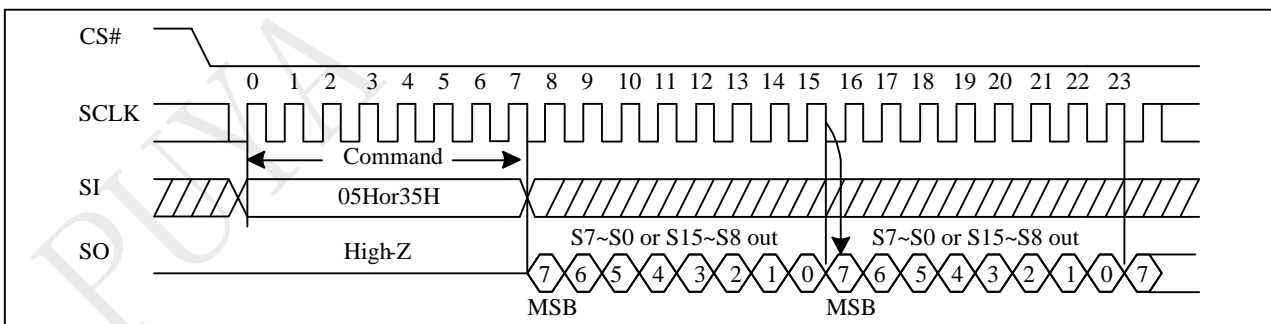 CS#
0 1 2 3 4 5 6 7 8 9 10 11 12 13 14 15 16 17 18 19 20 21 22 23
SCLK
Command
SI
05Hor35H
S7~S0 or S15~S8 out S7~S0 or S15~S8 out
SO
High-Z
7 6 5 4 3 2 1 0 7 6 5 4 3 2 1 0 7
MSB MSB
PUYA